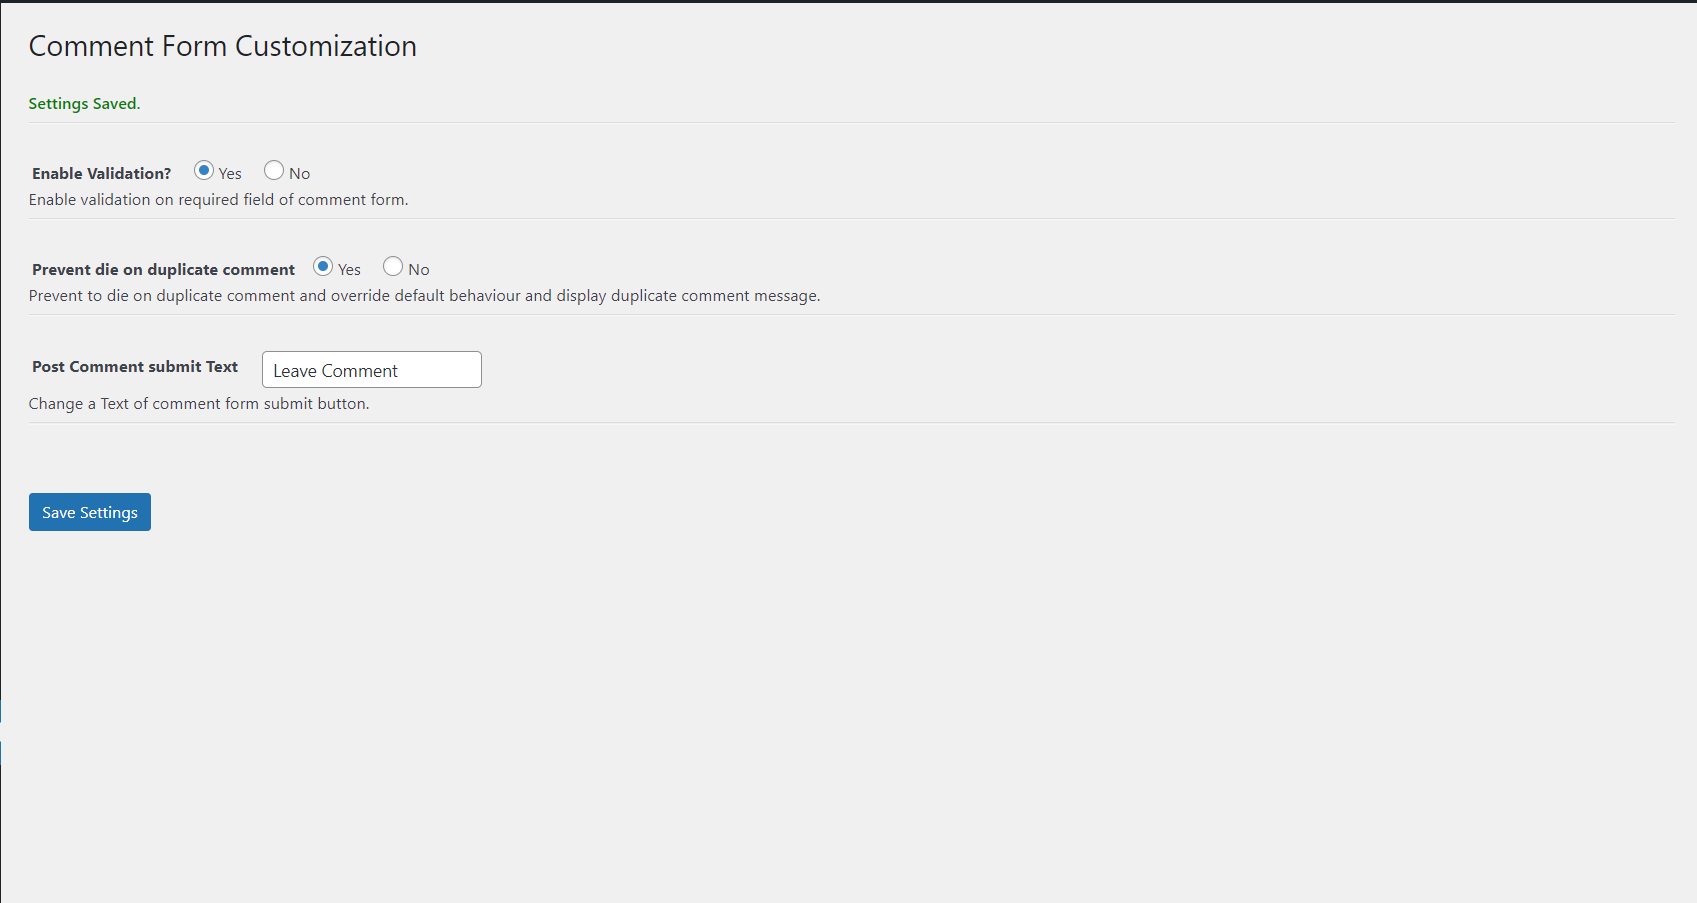 Comment Form Customization
Settings Saved.
Enable Validation? Yes No
Enable validation on required field of comment form.
Prevent die on duplicate comment Yes No
Prevent to die on duplicate comment and override default behaviour and display duplicate comment message.
Post Comment submit Text Leave Comment
Change a Text of comment form submit button.
Save Settings